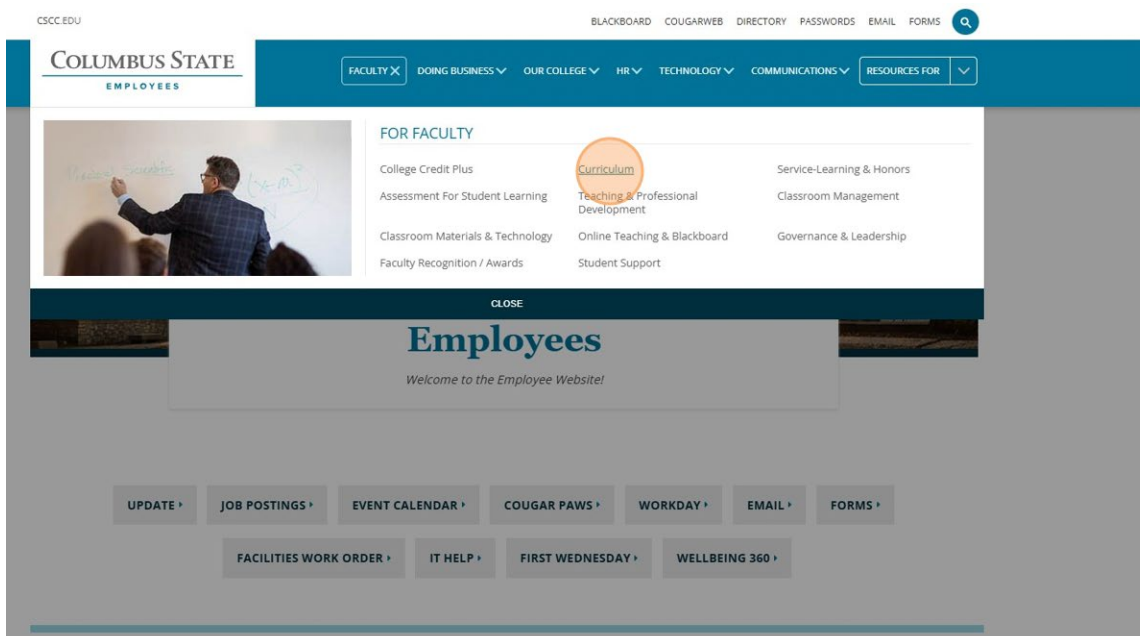 CSCC.EDU
BLACKBOARD COUGARWEB DIRECTORY PASSWORDS EMAIL FORMS
COLUMBUS STATE
EMPLOYEES
FACULTY DOING BUSINESS OUR COLLEGE HR TECHNOLOGY COMMUNICATIONS RESOURCES FOR
FOR FACULTY
College Credit Plus Curriculum Service-Learning & Honors
Assessment For Student Learning Teaching & Professional Classroom Management
Development
Classroom Materials & Technology Online Teaching & Blackboard Governance & Leadership
Faculty Recognition / Awards Student Support
CLOSE
Employees
Welcome to the Employee Website!
UPDATE JOB POSTINGS EVENT CALENDAR COUGAR PAWS WORKDAY EMAIL FORMS
FACILITIES WORK ORDER IT HELP FIRST WEDNESDAY WELLBEING 360